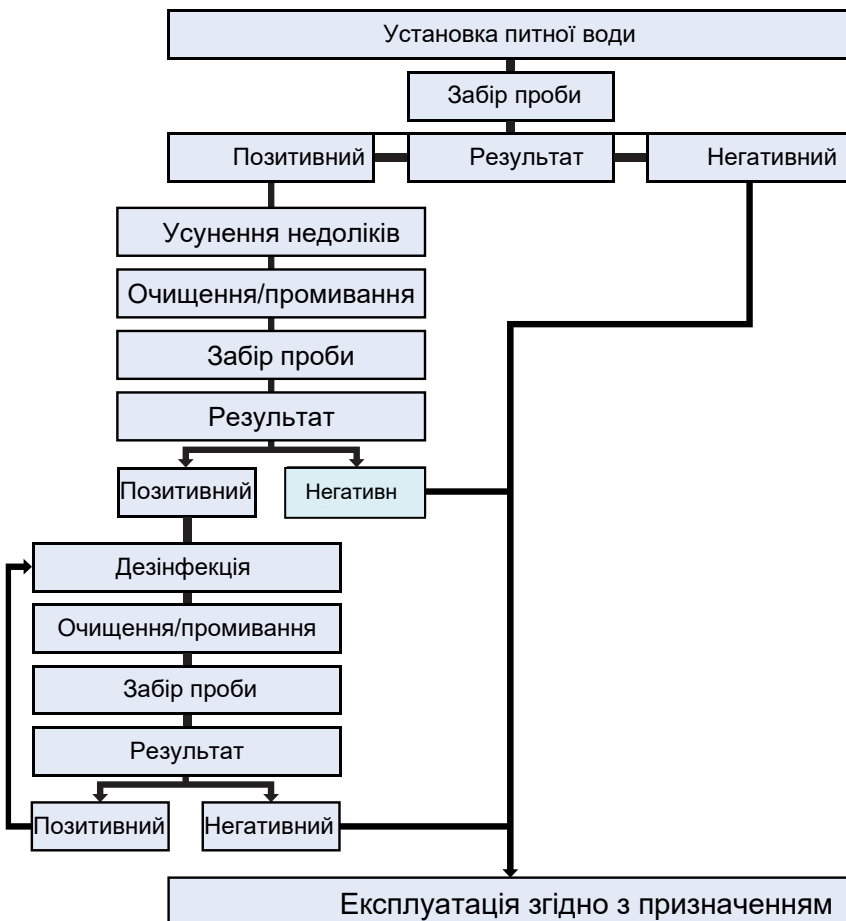 Установка питної води
Забір проби
Позитивний
Результат
Негативний
Усунення недоліків
Очищення/промивання
Забір проби
Результат
Позитивний
Негативн
Дезінфекція
Очищення/промивання
Забір проби
Результат
Позитивний
Негативний
Експлуатація згідно з призначенням